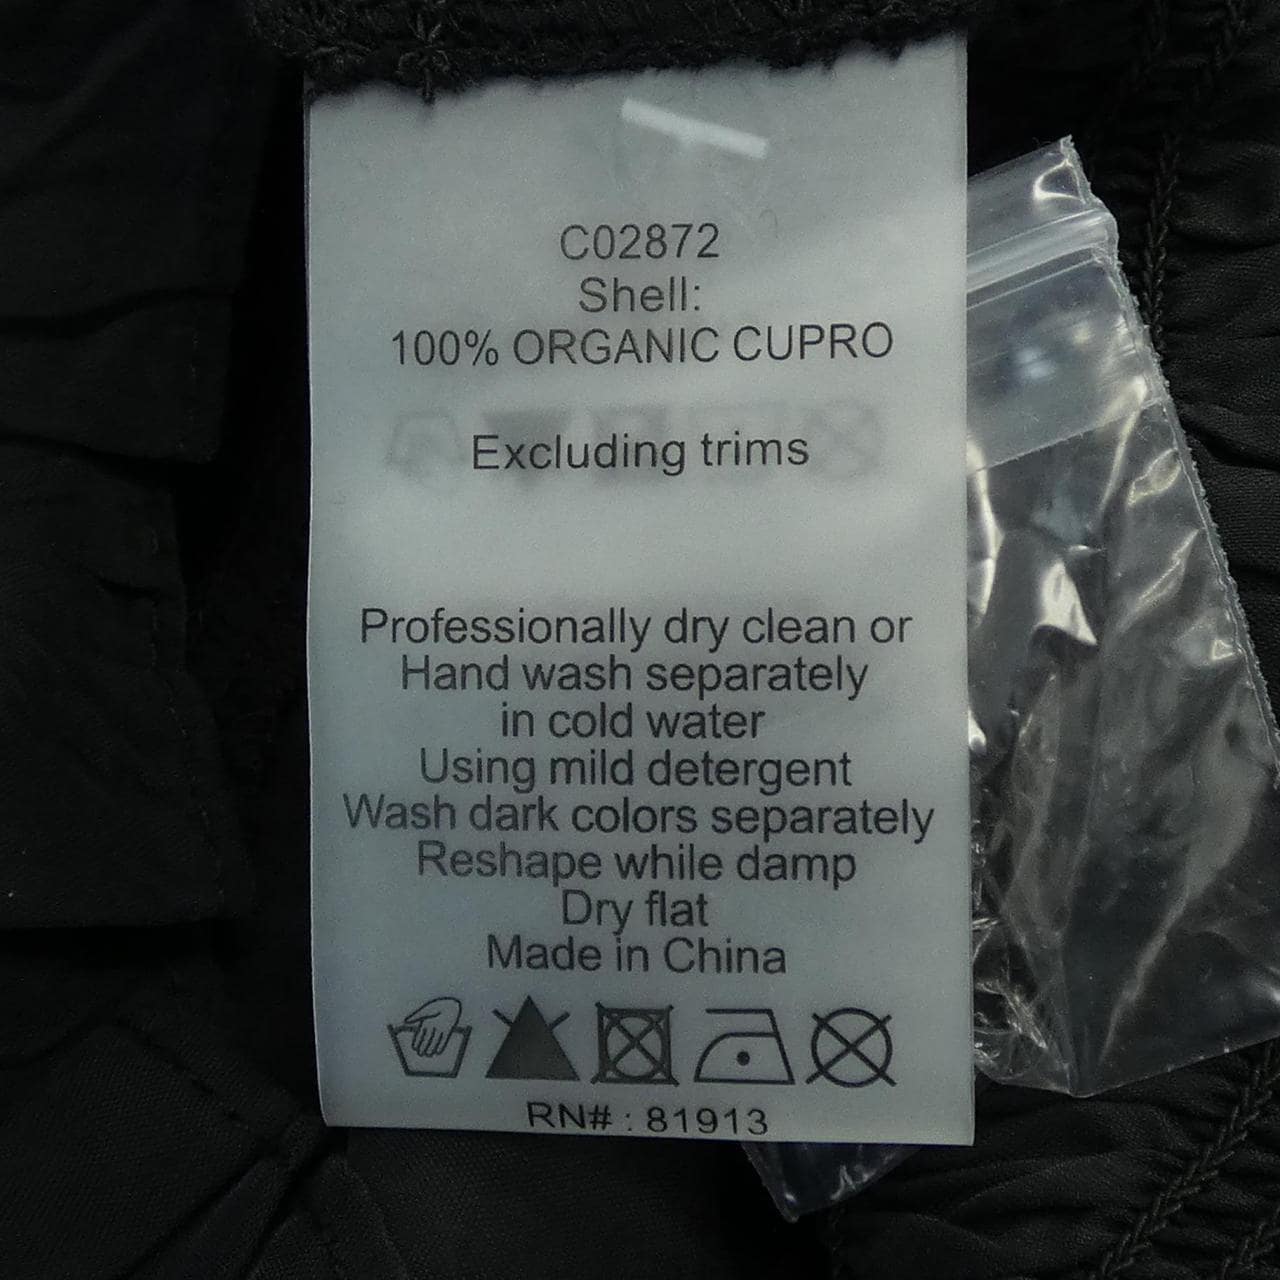 C02872
Shell:
100% ORGANIC CUPRO
Excluding trims
Professionally dry clean or
Hand wash separately
in cold water
Using mild detergent
Wash dark colors separately
Reshape while damp
Dry flat
Made in China
RN# : 81913